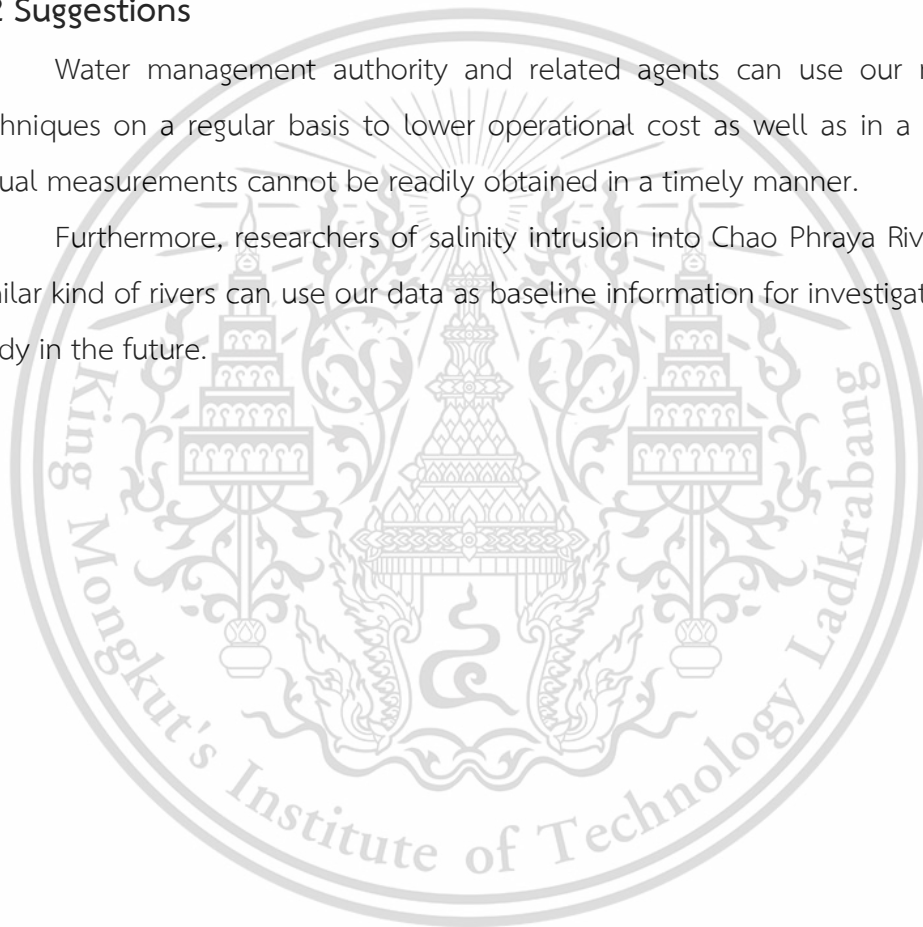 2 Suggestions
Water management authority and related agents can use our
chniques on a regular basis to lower operational cost as well as in a
ual measurements cannot be readily obtained in a timely manner.
Furthermore, researchers of salinity intrusion into Chao Phraya Riv
ilar kind of rivers can use our data as baseline information for investigat
dy in the future.
King Mongkut's Institute of Technology Ladkrabang